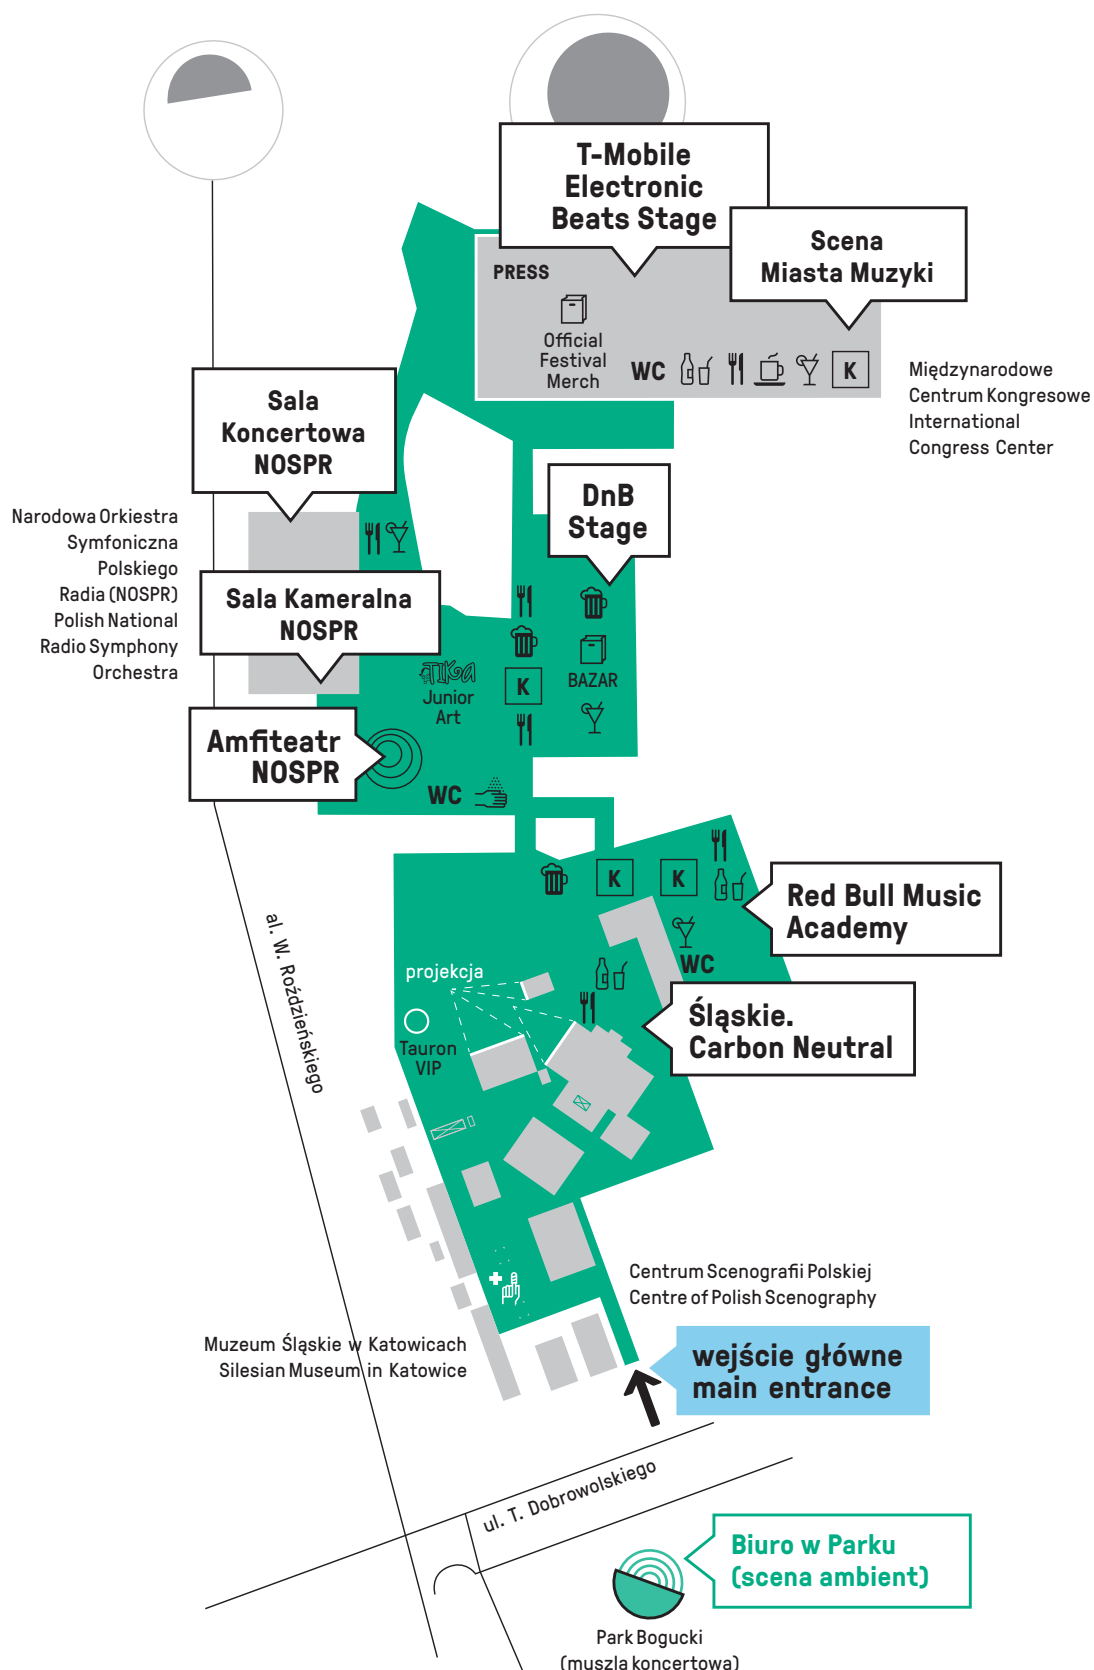 T-Mobile
Electronic
Beats Stage
Scena
Miasta Muzyki
PRESS
Official
Festival
Merch
WC
K
Międzynarodowe
Centrum Kongresowe
International
Congress Center
Sala
Koncertowa
NOSPR
DnB
Stage
Narodowa Orkiestra
Symfoniczna
Polskiego
Radia (NOSPR)
Polish National
Radio Symphony
Orchestra
Sala Kameralna
NOSPR
ATIKA
Junior
Art
K
BAZAR
Amfiteatr
NOSPR
WC
K
K
Red Bull Music
Academy
WC
projekcja
Tauron
VIP
Śląskie.
Carbon Neutral
al. W. Roździeńskiego
Centrum Scenografii Polskiej
Centre of Polish Scenography
Muzeum Śląskie w Katowicach
Silesian Museum in Katowice
wejście główne
main entrance
ul. T. Dobrowolskiego
Biuro w Parku
(scena ambient)
Park Bogucki
(muszla koncertowa)